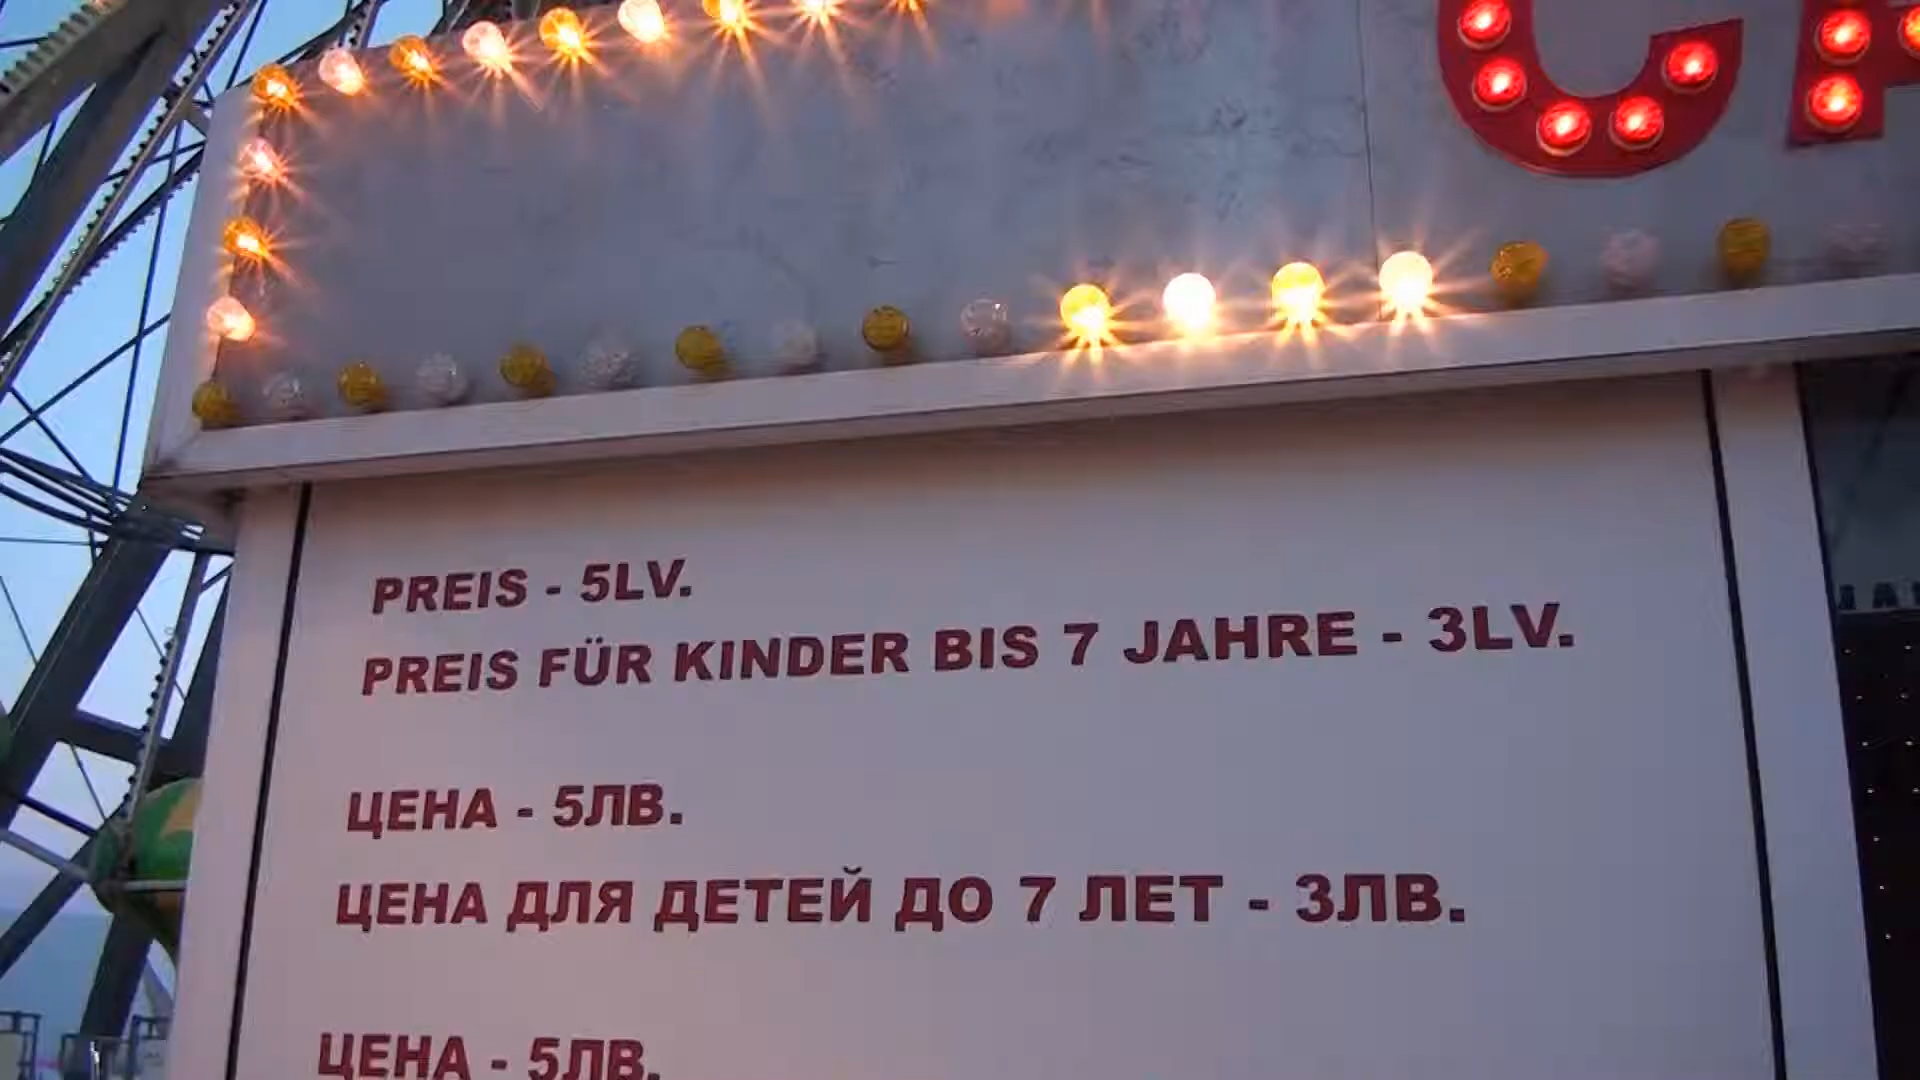 PREIS - 5LV.
PREIS FÜR KINDER BIS 7 JAHRE - 3LV.
ЦЕНА - 5ЛВ.
ЦЕНА ДЛЯ ДЕТЕЙ ДО 7 ЛЕТ - 3ЛВ.
ЦЕНА - 5ЛВ.